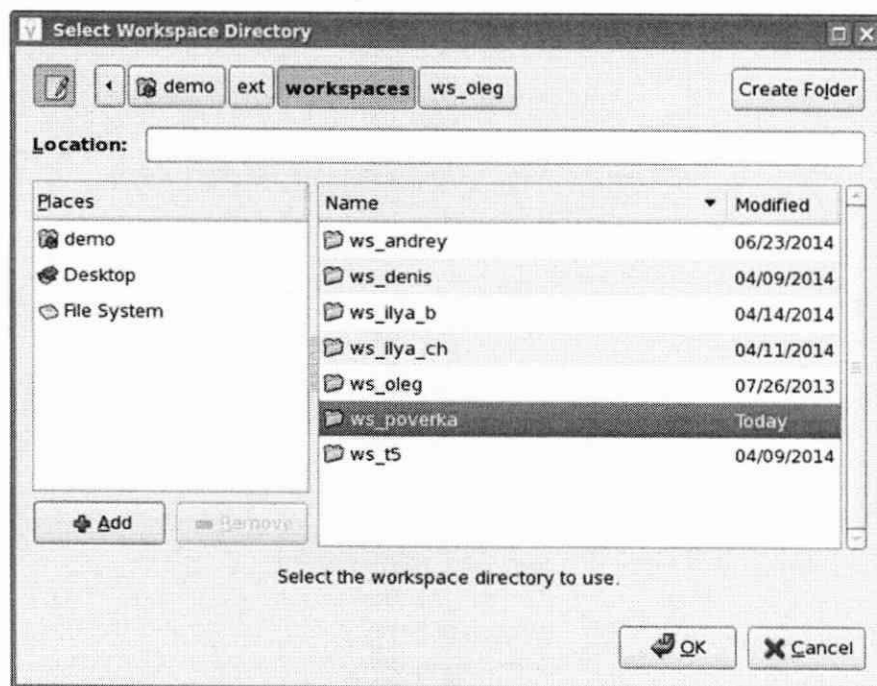 Select Workspace Directory
demo ext workspaces ws_oleg Create Folder
Location:
Places
demo
Desktop
File System
Add Remove
Name Modified
ws_andrey 06/23/2014
ws_denis 04/09/2014
ws_ilya_b 04/14/2014
ws_ilya_ch 04/11/2014
ws_oleg 07/26/2013
ws_poverka Today
ws_t5 04/09/2014
Select the workspace directory to use.
OK Cancel